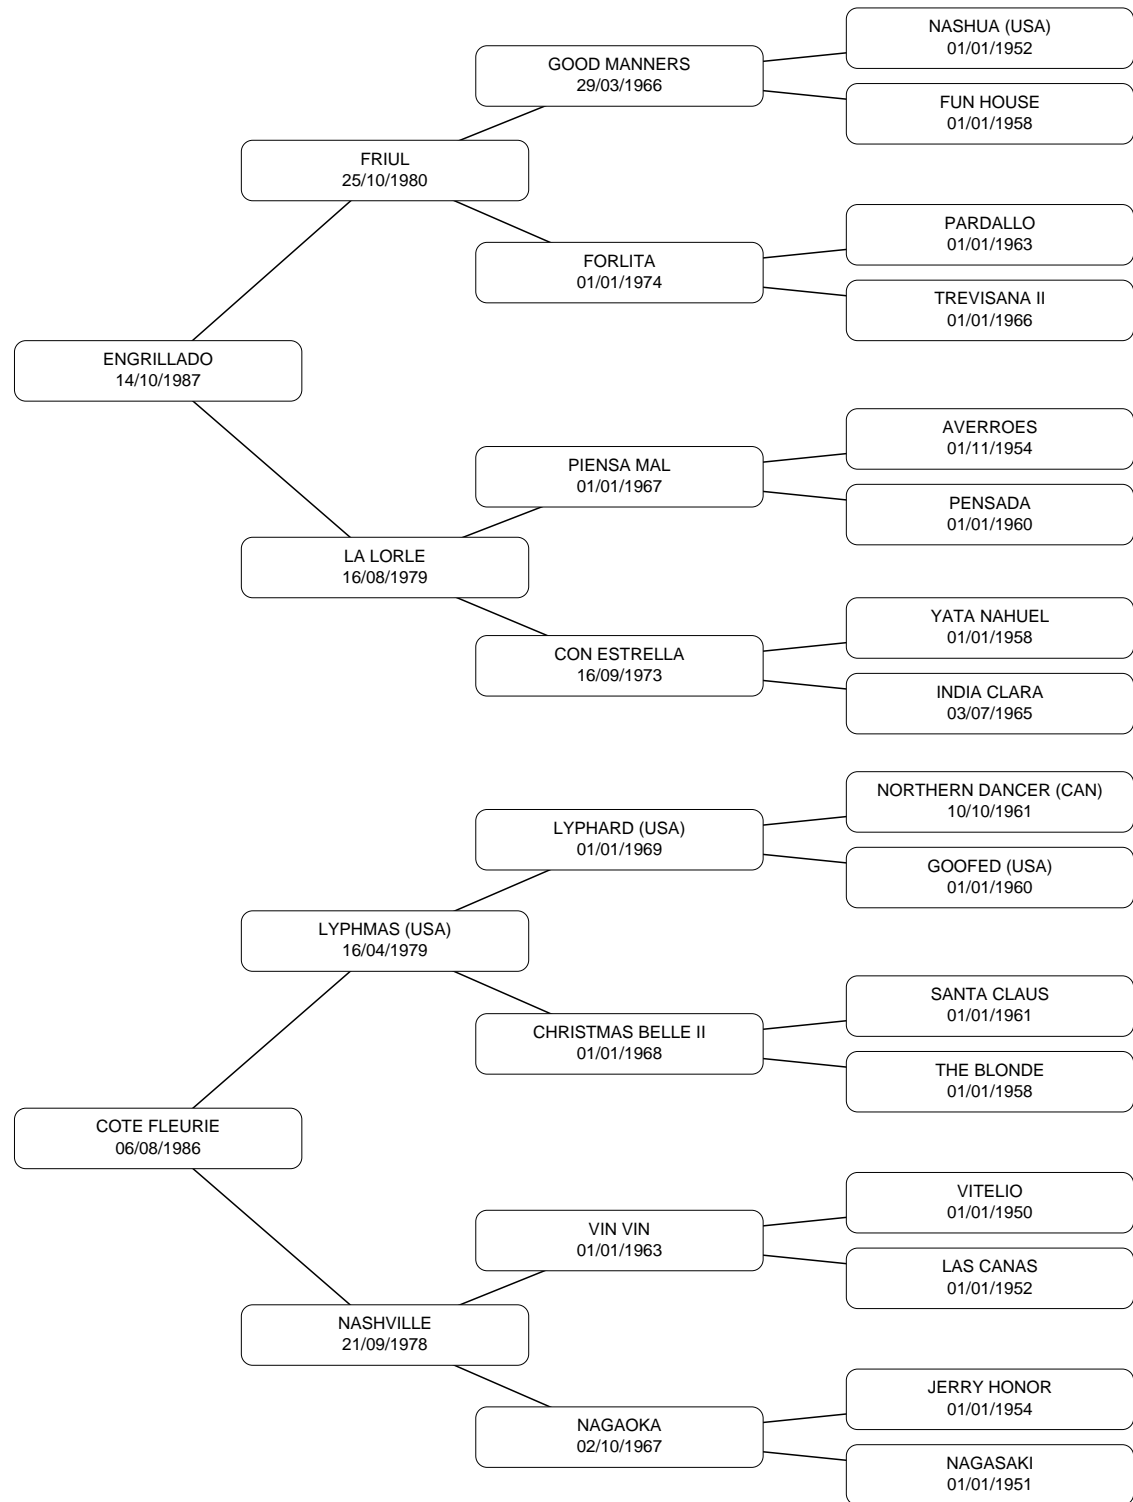 NASHUA (USA)
01/01/1952
GOOD MANNERS
29/03/1966
FUN HOUSE
01/01/1958
FRIUL
25/10/1980
PARDALLO
01/01/1963
FORLITA
01/01/1974
TREVISANA II
01/01/1966
ENGRILLADO
14/10/1987
AVERROES
01/11/1954
PIENSA MAL
01/01/1967
PENSADA
01/01/1960
LA LORLE
16/08/1979
YATA NAHUEL
01/01/1958
CON ESTRELLA
16/09/1973
INDIA CLARA
03/07/1965
NORTHERN DANCER (CAN)
10/10/1961
LYPHARD (USA)
01/01/1969
GOOFED (USA)
01/01/1960
LYPHMAS (USA)
16/04/1979
SANTA CLAUS
01/01/1961
CHRISTMAS BELLE II
01/01/1968
THE BLONDE
01/01/1958
COTE FLEURIE
06/08/1986
VITELIO
01/01/1950
VIN VIN
01/01/1963
LAS CANAS
01/01/1952
NASHVILLE
21/09/1978
JERRY HONOR
01/01/1954
NAGAOKA
02/10/1967
NAGASAKI
01/01/1951